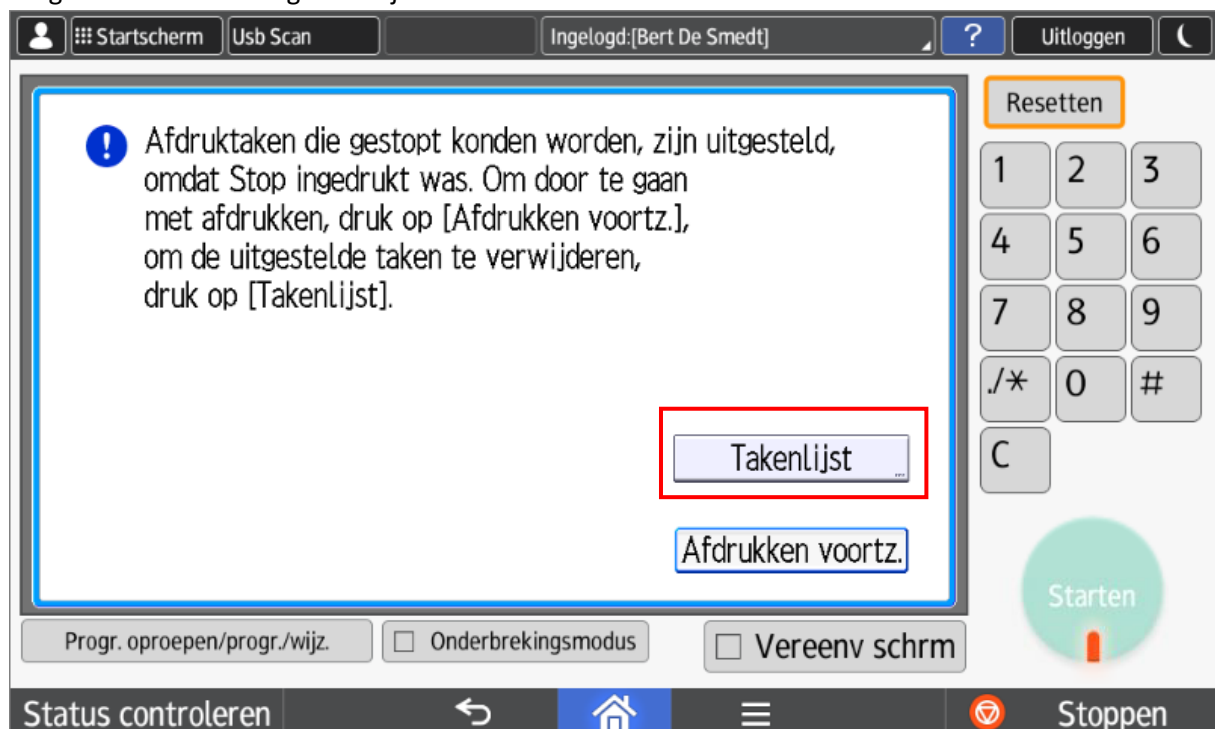 Startscherm
Usb Scan
Ingelogd:[Bert De Smedt]
?
Uitloggen
Afdruktaken die gestopt konden worden, zijn uitgesteld,
omdat Stop ingedrukt was. Om door te gaan
met afdrukken, druk op [Afdrukken voortz.],
om de uitgestelde taken te verwijderen,
druk op [Takenlijst].
Takenlijst
Afdrukken voortz.
Resetten
1 2 3
4 5 6
7 8 9
./* 0 #
C
Starten
Progr. oproepen/progr./wijz.
Onderbrekingsmodus
Vereenv schrm
Status controleren
Stoppen